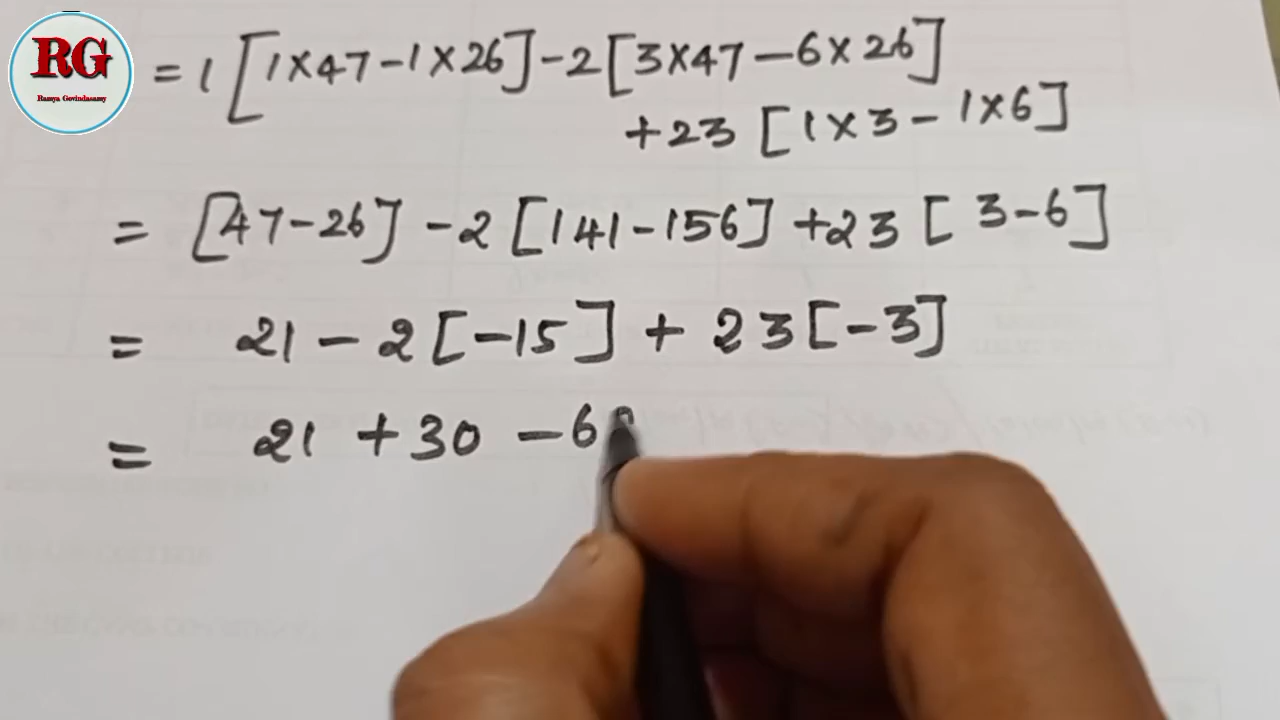 RG
Ramya Govindasamy
= 1 [1×47-1×26]-2[3×47-6×26]
+23 [1×3-1×6]
= [47-26] -2[141-156]+23[3-6]
= 21-2[-15]+23[-3]
= 21+30-6